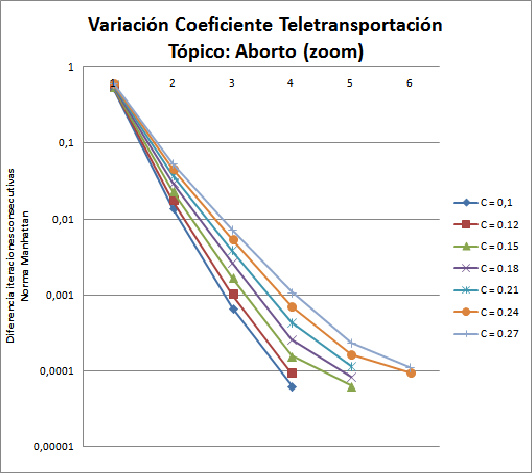 Variación Coeficiente Teletransportación
Tópico: Aborto (zoom)
1
0,1
0,01
0,001
0,0001
0,00001
1 2 3 4 5 6
Diferencia iteraciones consecutivas
Norma Manhattan
C = 0,1
C = 0.12
C = 0.15
C = 0.18
C = 0.21
C = 0.24
C = 0.27